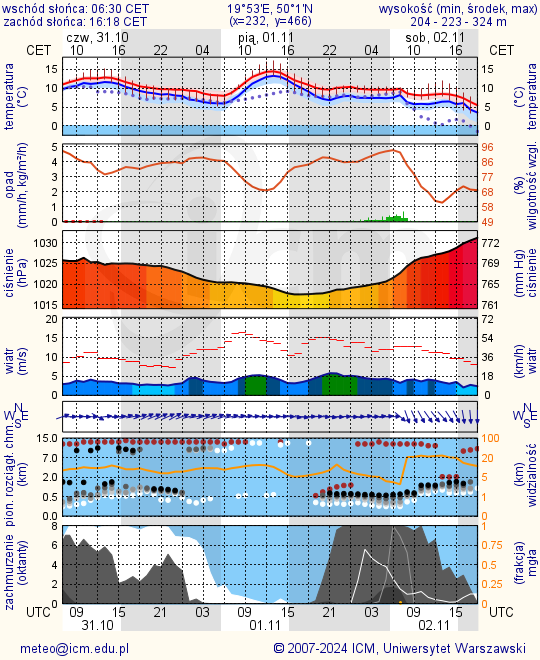 wschód słońca: 06:30 CET 19°53'E, 50°1'N wysokość (min, środek, max)
zachód słońca: 16:18 CET (x=232, y=466) 204 - 223 - 324 m
czw, 31.10 pią, 01.11 sob, 02.11
CET 10 16 22 04 10 16 22 04 10 16 CET
temperatura (°C)
15 10 5 0
15 10 5 0
(°C) temperatura
opad (mm/h, kg/m²/h)
5 4 3 2 1 0
96 86 77 68 58 49
(%) wilgotność wzgl.
ciśnienie (hPa)
1030 1025 1020 1015
772 769 765 761
(mm Hg) ciśnienie
wiatr (m/s)
20 15 10 5 0
72 54 36 18 0
(km/h) wiatr
N W E S
N W E S
pion. rozciągł. chm. (km)
15.0 7.0 2.0 0.5 0.0
100 20 5 1 0
(km) widzialność
zachmurzenie (oktanty)
8 6 4 2 0
1 0.75 0.5 0.25 0
(frakcja) mgła
UTC 09 15 21 03 09 15 21 03 09 15 UTC
31.10 01.11 02.11
meteo@icm.edu.pl © 2007-2024 ICM, Uniwersytet Warszawski